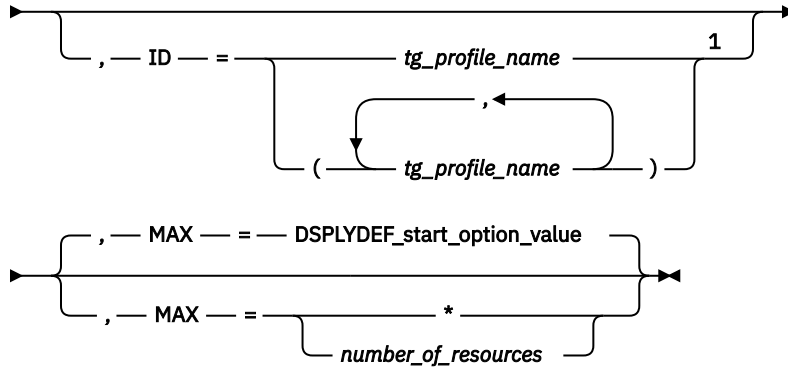 1
, ID = tg_profile_name
,
( tg_profile_name )
, MAX = DSPLYDEF_start_option_value
, MAX = *
number_of_resources